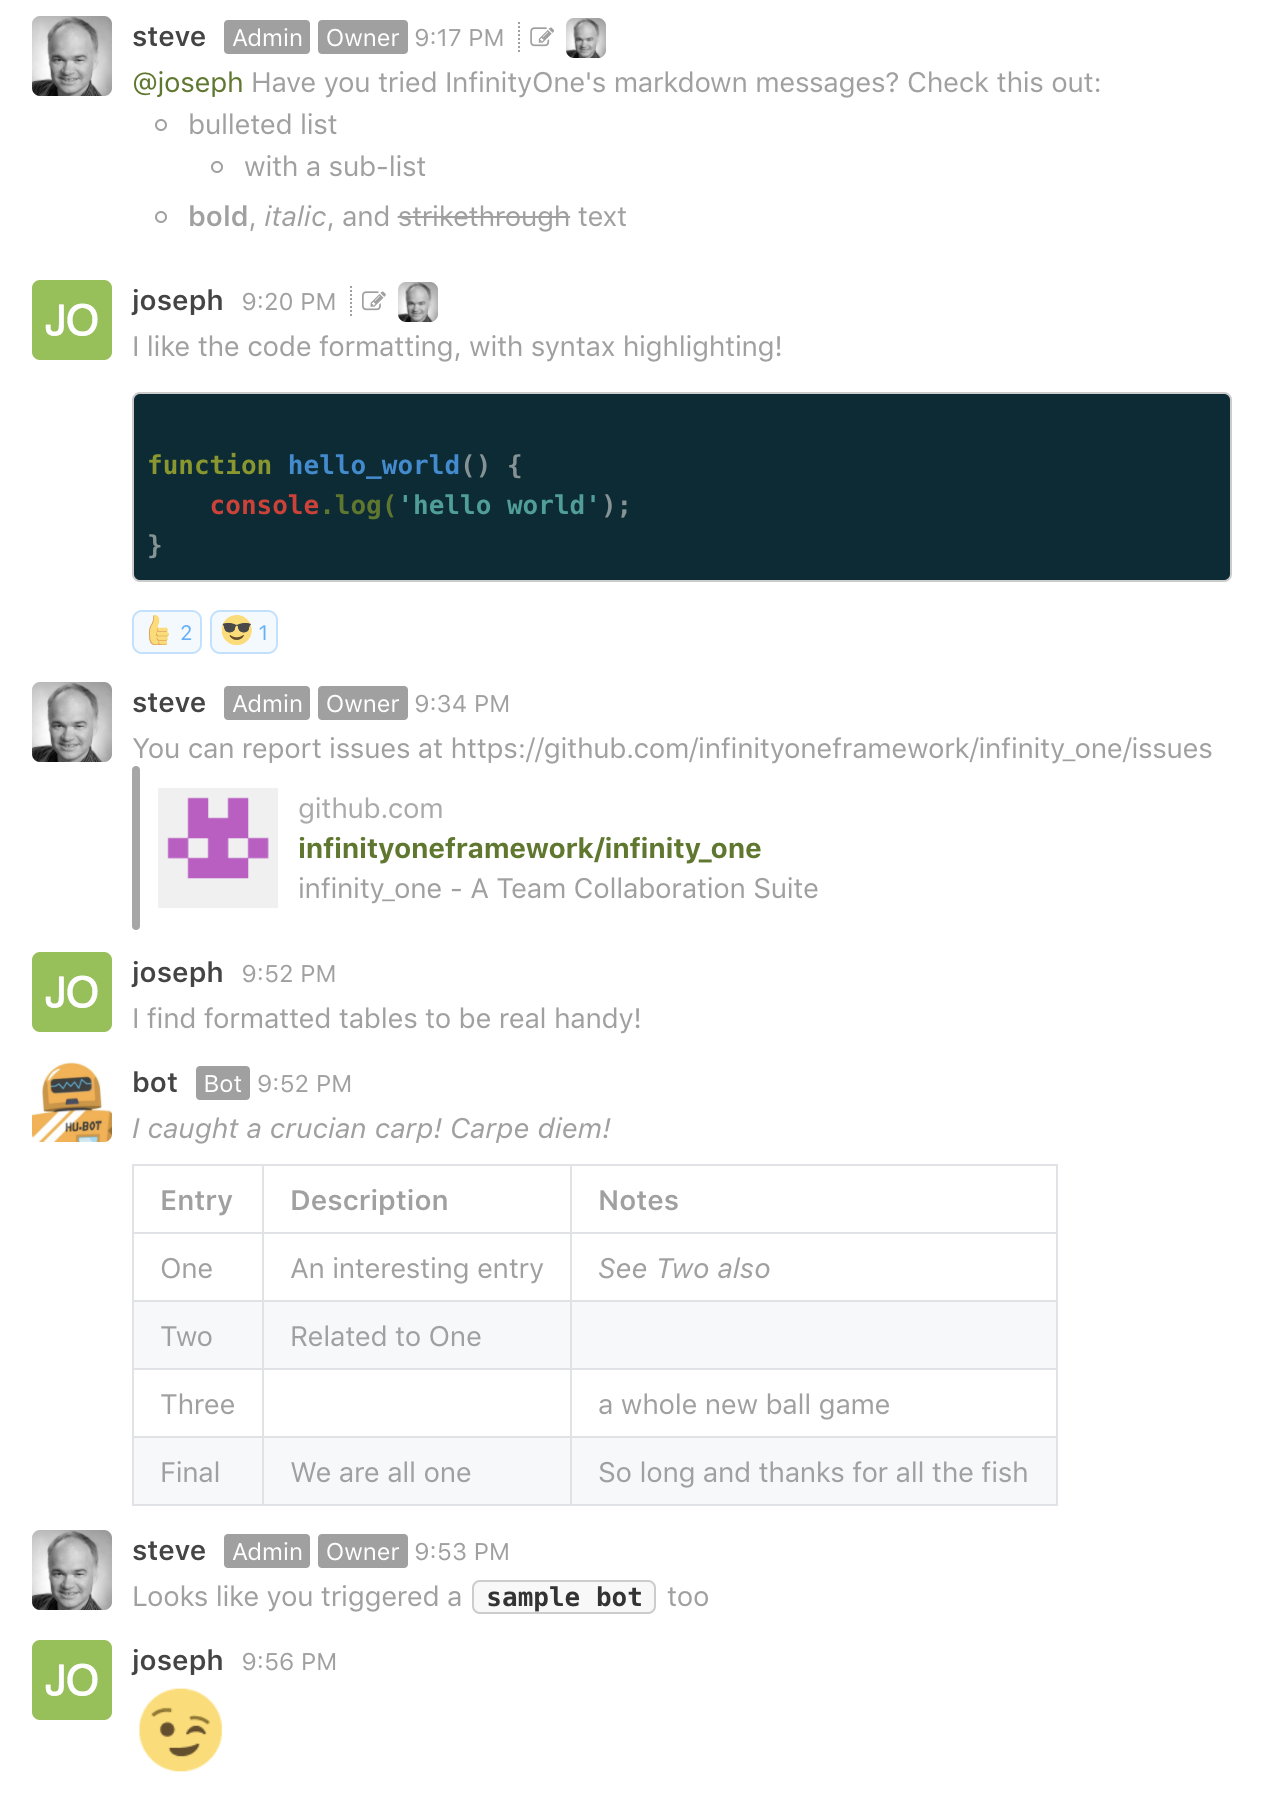 steve Admin Owner 9:17 PM
@joseph Have you tried InfinityOne's markdown messages? Check this out:
bulleted list
with a sub-list
bold, italic, and strikethrough text
JO
joseph 9:20 PM
I like the code formatting, with syntax highlighting!
function hello_world() {
    console.log('hello world');
}
2 1
steve Admin Owner 9:34 PM
You can report issues at https://github.com/infinityoneframework/infinity_one/issues
github.com
infinityoneframework/infinity_one
infinity_one - A Team Collaboration Suite
JO
joseph 9:52 PM
I find formatted tables to be real handy!
bot Bot 9:52 PM
HU-BOT
I caught a crucian carp! Carpe diem!
Entry Description Notes
One An interesting entry See Two also
Two Related to One
Three a whole new ball game
Final We are all one So long and thanks for all the fish
steve Admin Owner 9:53 PM
Looks like you triggered a sample bot too
JO
joseph 9:56 PM